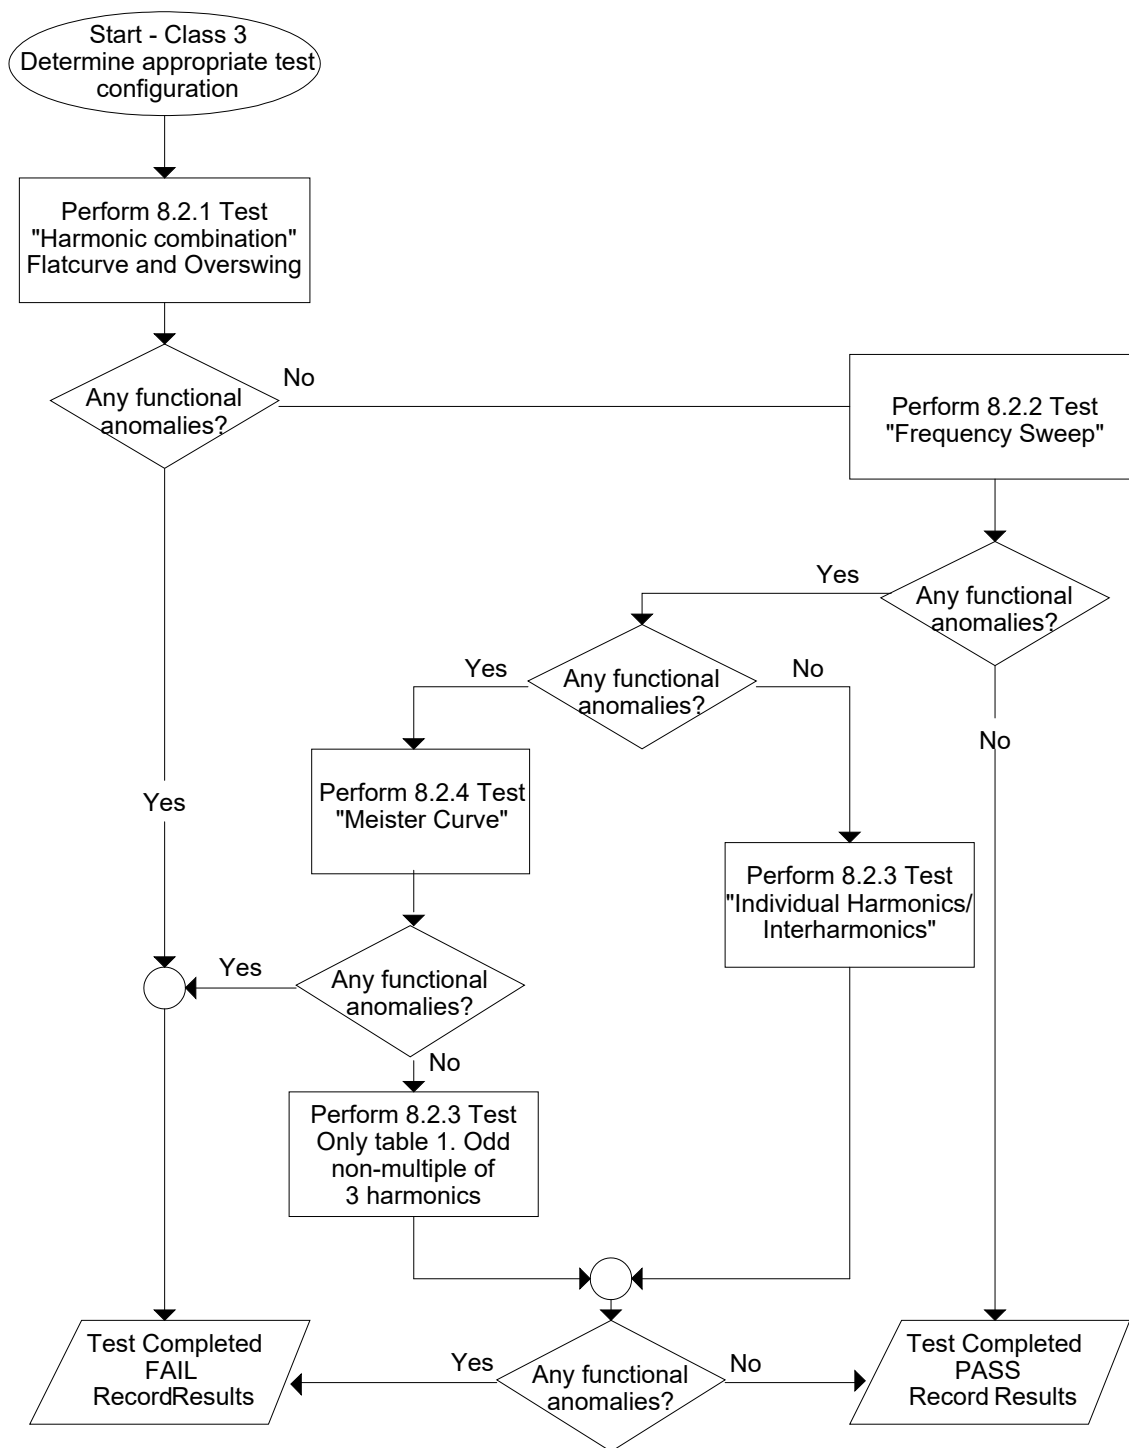 Start - Class 3
Determine appropriate test
configuration
Perform 8.2.1 Test
"Harmonic combination"
Flatcurve and Overswing
Any functional
anomalies?
No
Perform 8.2.2 Test
"Frequency Sweep"
Yes
Any functional
anomalies?
Yes
Any functional
anomalies?
No
No
Perform 8.2.4 Test
"Meister Curve"
Yes
Perform 8.2.3 Test
"Individual Harmonics/
Interharmonics"
Yes
Any functional
anomalies?
No
Perform 8.2.3 Test
Only table 1. Odd
non-multiple of
3 harmonics
Test Completed
FAIL
RecordResults
Yes
Any functional
anomalies?
No
Test Completed
PASS
Record Results